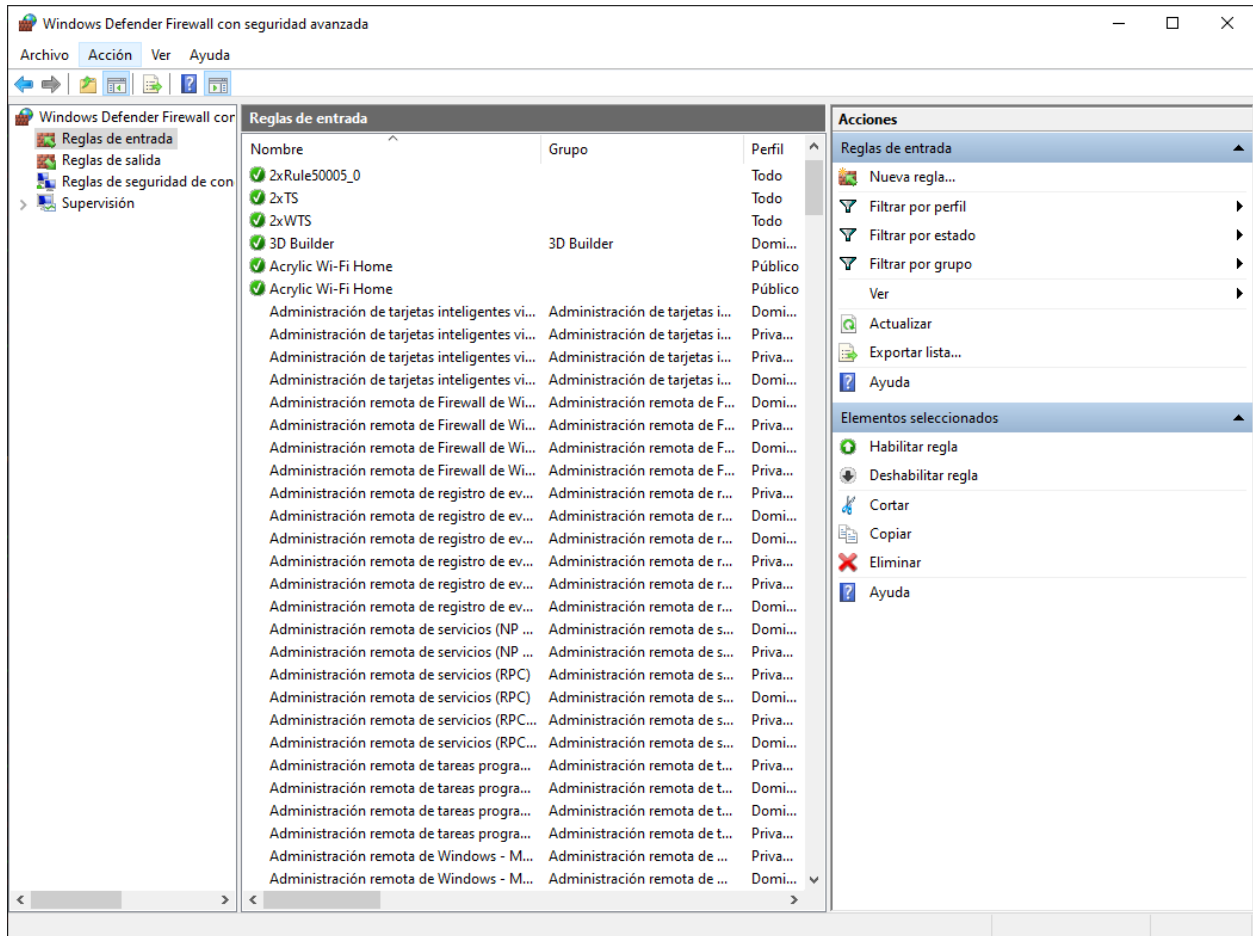 Windows Defender Firewall con seguridad avanzada
Archivo Acción Ver Ayuda
Windows Defender Firewall con
Reglas de entrada
Reglas de salida
Reglas de seguridad de con
Supervisión
Reglas de entrada
Nombre Grupo Perfil
2xRule50005_0 Todo
2xTS Todo
2xWTS Todo
3D Builder 3D Builder Domi...
Acrylic Wi-Fi Home Público
Acrylic Wi-Fi Home Público
Administración de tarjetas inteligentes vi... Administración de tarjetas i... Domi...
Administración de tarjetas inteligentes vi... Administración de tarjetas i... Priva...
Administración de tarjetas inteligentes vi... Administración de tarjetas i... Priva...
Administración de tarjetas inteligentes vi... Administración de tarjetas i... Domi...
Administración remota de Firewall de Wi... Administración remota de F... Domi...
Administración remota de Firewall de Wi... Administración remota de F... Priva...
Administración remota de Firewall de Wi... Administración remota de F... Domi...
Administración remota de Firewall de Wi... Administración remota de F... Priva...
Administración remota de registro de ev... Administración remota de r... Priva...
Administración remota de registro de ev... Administración remota de r... Domi...
Administración remota de registro de ev... Administración remota de r... Domi...
Administración remota de registro de ev... Administración remota de r... Priva...
Administración remota de registro de ev... Administración remota de r... Priva...
Administración remota de registro de ev... Administración remota de r... Domi...
Administración remota de servicios (NP ... Administración remota de s... Domi...
Administración remota de servicios (NP ... Administración remota de s... Priva...
Administración remota de servicios (RPC) Administración remota de s... Priva...
Administración remota de servicios (RPC) Administración remota de s... Domi...
Administración remota de servicios (RPC... Administración remota de s... Priva...
Administración remota de servicios (RPC... Administración remota de s... Domi...
Administración remota de tareas progra... Administración remota de t... Priva...
Administración remota de tareas progra... Administración remota de t... Domi...
Administración remota de tareas progra... Administración remota de t... Domi...
Administración remota de tareas progra... Administración remota de t... Priva...
Administración remota de Windows - M... Administración remota de ... Priva...
Administración remota de Windows - M... Administración remota de ... Domi...
Acciones
Reglas de entrada
Nueva regla...
Filtrar por perfil
Filtrar por estado
Filtrar por grupo
Ver
Actualizar
Exportar lista...
Ayuda
Elementos seleccionados
Habilitar regla
Deshabilitar regla
Cortar
Copiar
Eliminar
Ayuda